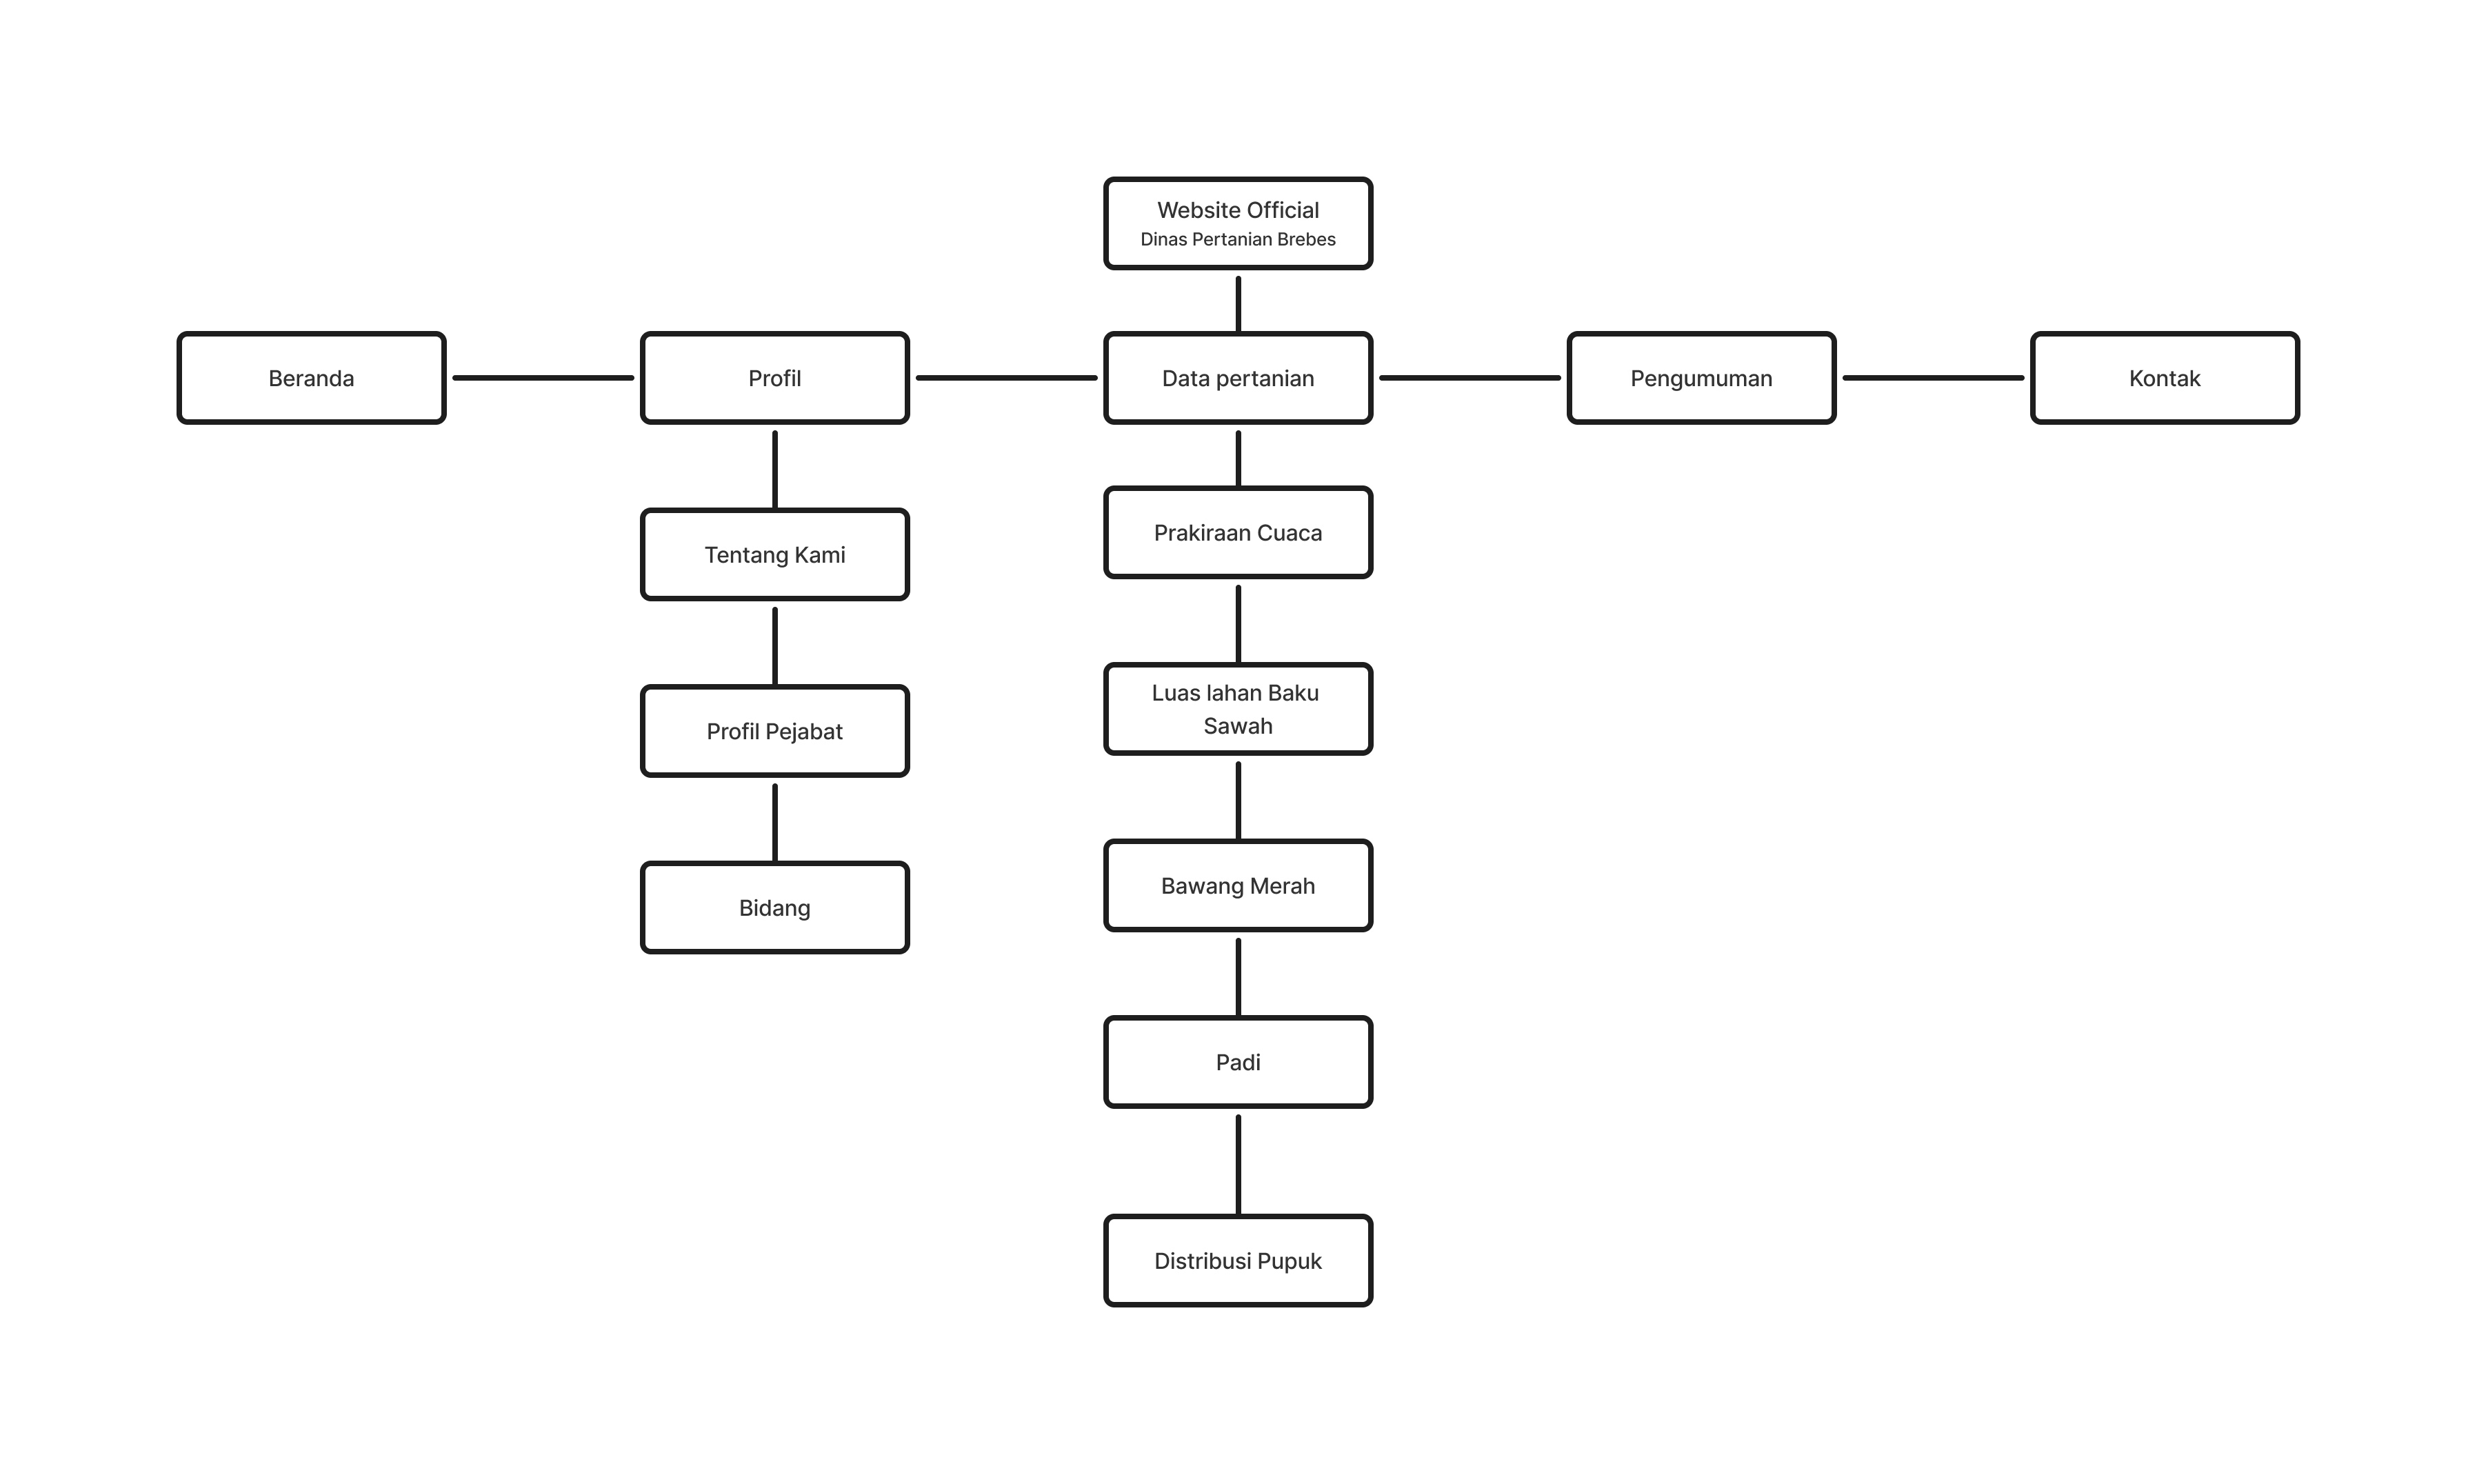 Website Official
Dinas Pertanian Brebes
Beranda
Profil
Data pertanian
Pengumuman
Kontak
Tentang Kami
Profil Pejabat
Bidang
Prakiraan Cuaca
Luas lahan Baku
Sawah
Bawang Merah
Padi
Distribusi Pupuk